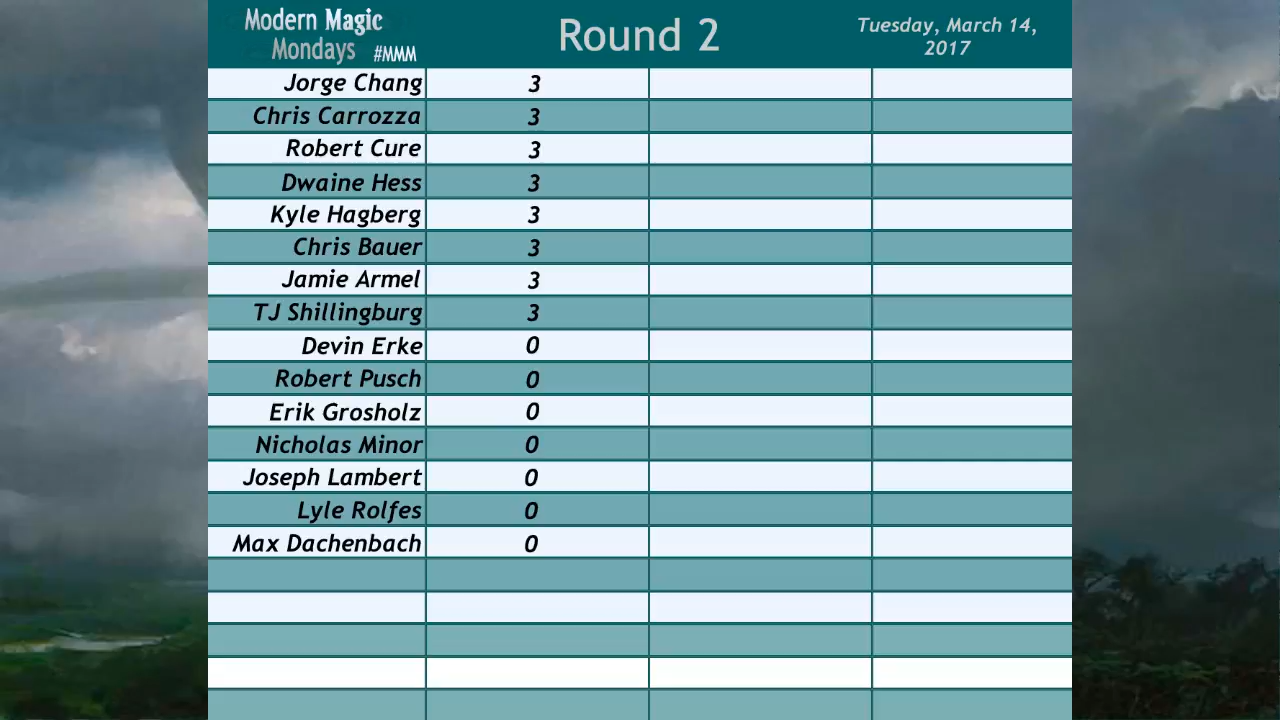 Modern Magic
Mondays #MMM
Round 2
Tuesday, March 14,
2017
Jorge Chang 3
Chris Carrozza 3
Robert Cure 3
Dwaine Hess 3
Kyle Hagberg 3
Chris Bauer 3
Jamie Armel 3
TJ Shillingburg 3
Devin Erke 0
Robert Pusch 0
Erik Grosholz 0
Nicholas Minor 0
Joseph Lambert 0
Lyle Rolfes 0
Max Dachenbach 0